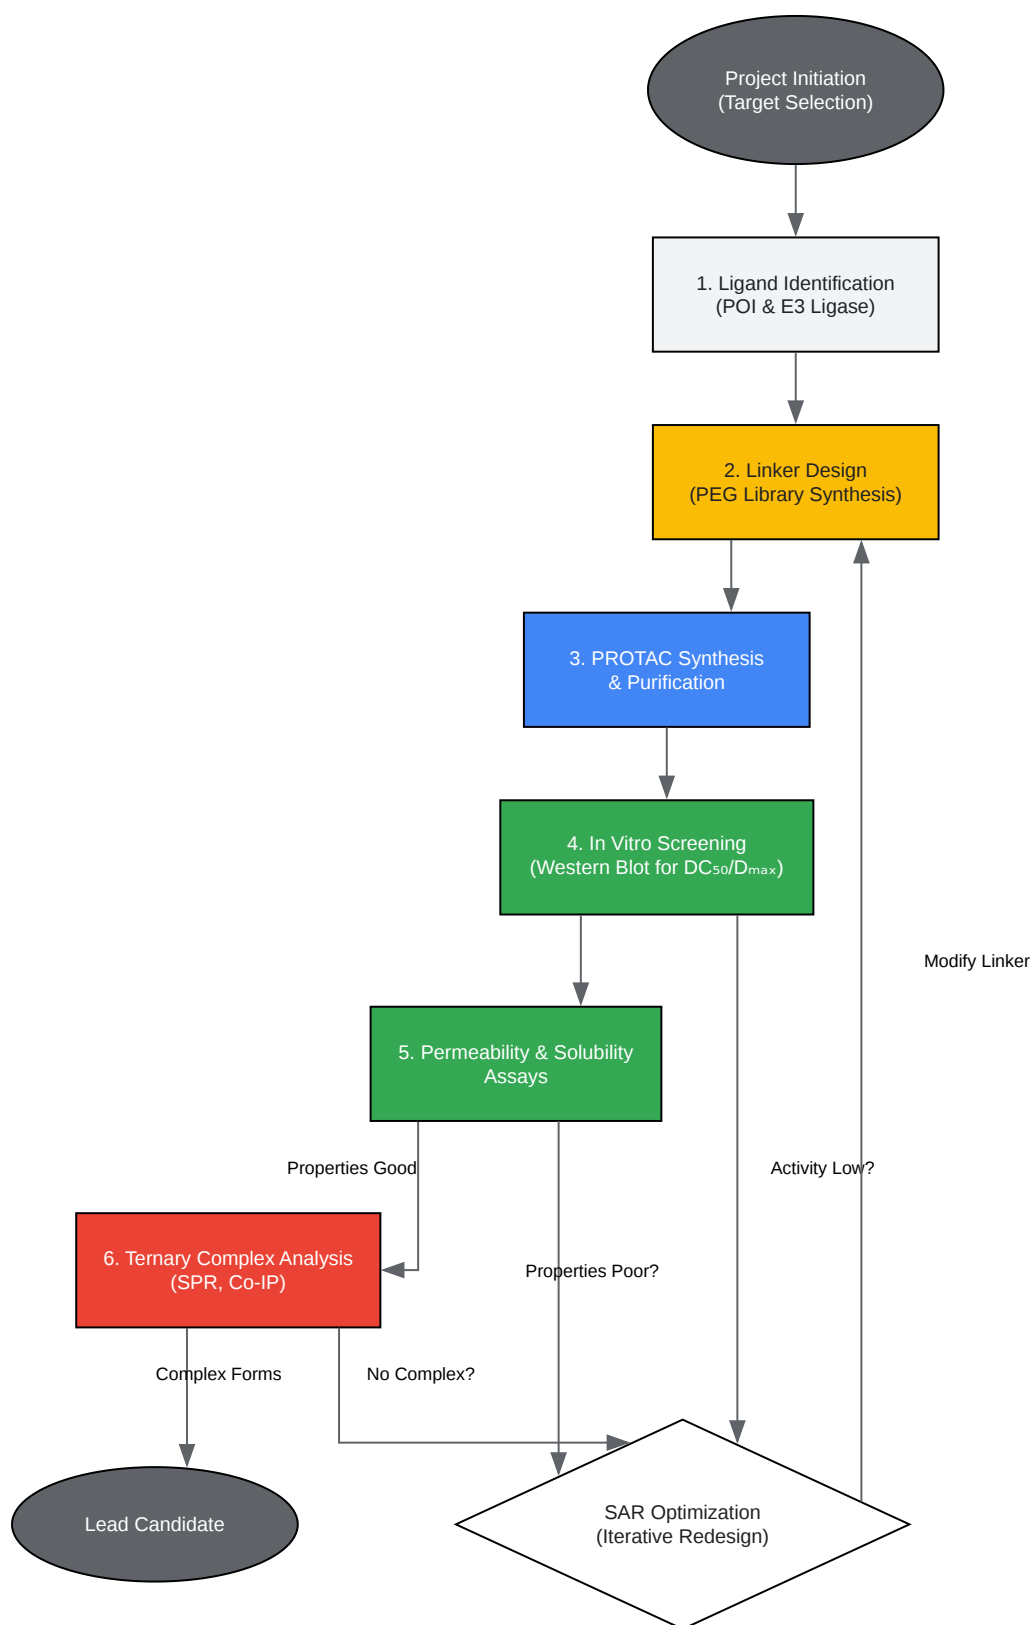 Project Initiation
(Target Selection)
1. Ligand Identification
(POI & E3 Ligase)
2. Linker Design
(PEG Library Synthesis)
3. PROTAC Synthesis
& Purification
4. In Vitro Screening
(Western Blot for DC₅₀/Dₘₐₓ)
Modify Linker
5. Permeability & Solubility
Assays
Properties Good
Activity Low?
6. Ternary Complex Analysis
(SPR, Co-IP)
Properties Poor?
Complex Forms
No Complex?
Lead Candidate
SAR Optimization
(Iterative Redesign)